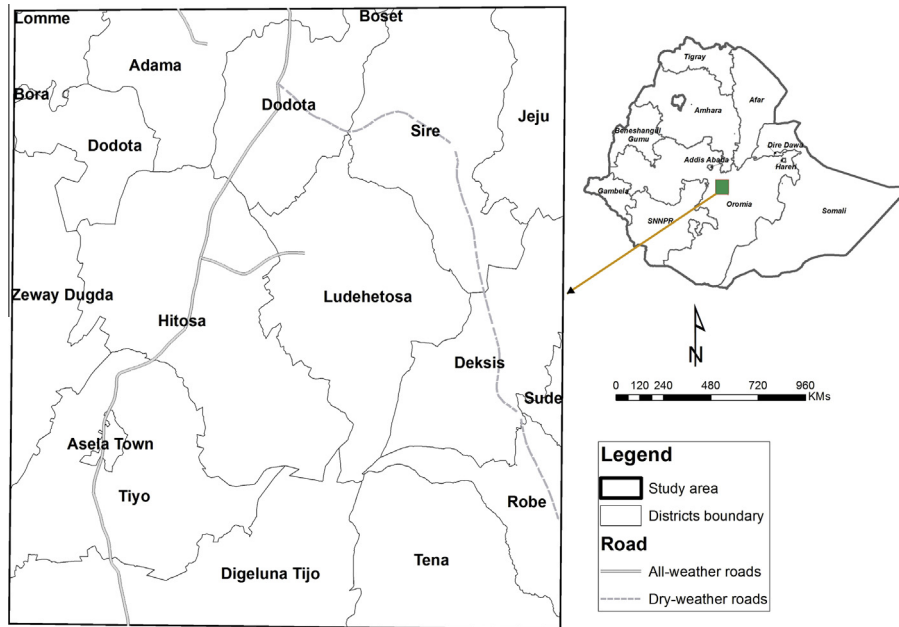 Lomme
Boset
Adama
Bora
Dodota
Jeju
Sire
Dodota
Zeway Dugda
Ludehetosa
Hitosa
Deksis
Sude
Asela Town
Tiyo
Robe
Tena
Digeluna Tijo
Tigray
Afar
Amhara
Beneshangul
Gumu
Dire Dawa
Addis Ababa
Hareri
Gambela
Oromia
Somali
SNNPR
N
0 120 240 480 720 960
KMs
Legend
Study area
Districts boundary
Road
All-weather roads
Dry-weather roads